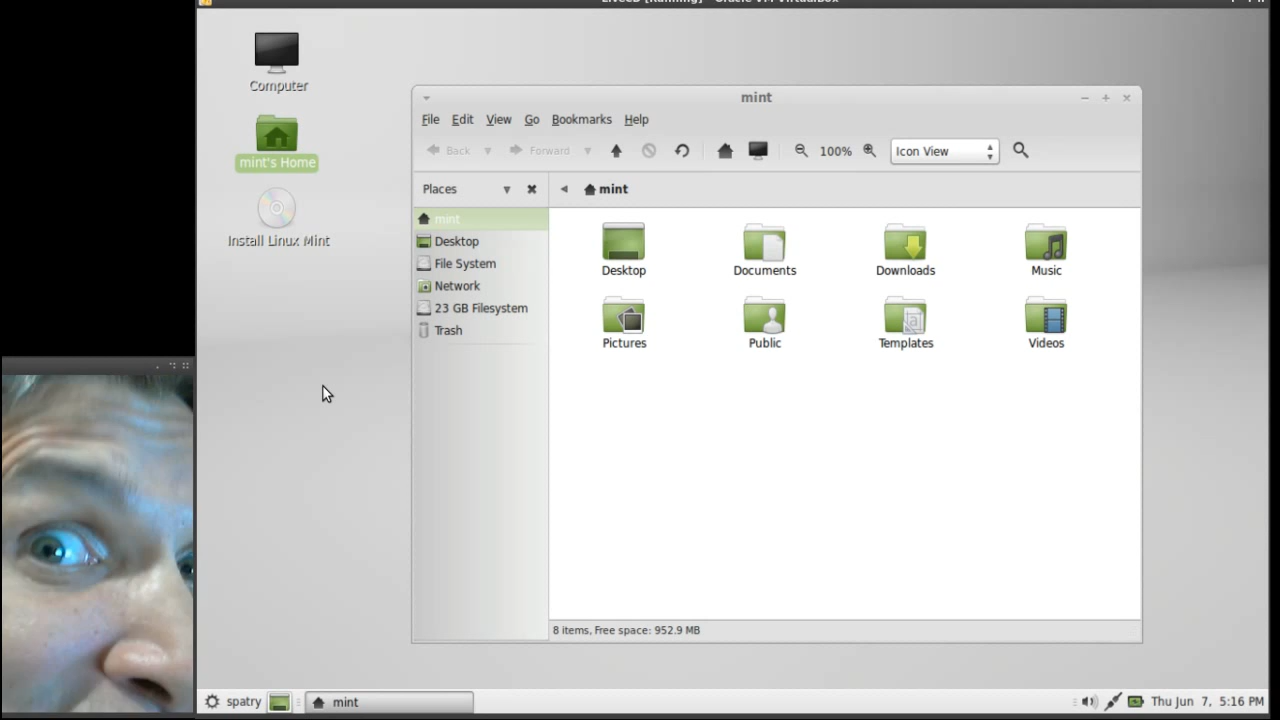 LiveCD [Running] - Oracle VM VirtualBox
Computer
mint's Home
Install Linux Mint
mint
File Edit View Go Bookmarks Help
Back Forward 100% Icon View
Places mint
mint
Desktop
File System
Network
23 GB Filesystem
Trash
Desktop Documents Downloads Music
Pictures Public Templates Videos
8 items, Free space: 952.9 MB
spatry mint Thu Jun 7, 5:16 PM